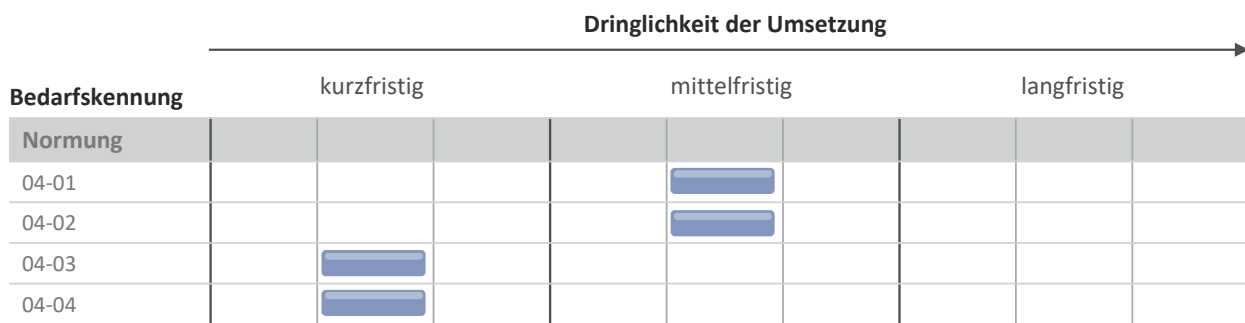 Dringlichkeit der Umsetzung
Bedarfskennung
kurzfristig
mittelfristig
langfristig
Normung
04-01
04-02
04-03
04-04